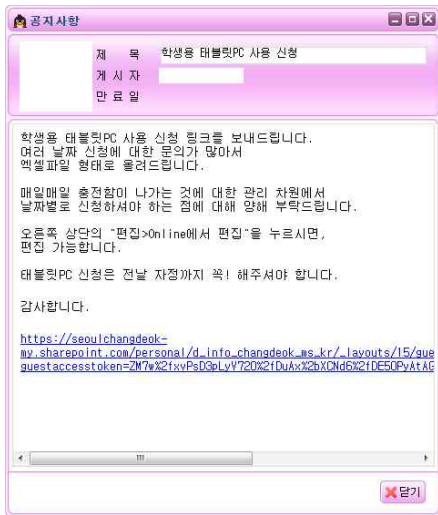 공지사항
제 목 학생용 태블릿PC 사용 신청
게 시 자
만 료 일
학생용 태블릿PC 사용 신청 링크를 보내드립니다.
여러 날짜 신청에 대한 문의가 많아서
엑셀파일 형태로 올려드립니다.
매일매일 충전함이 나가는 것에 대한 관리 차원에서
날짜별로 신청하셔야 하는 점에 대해 양해 부탁드립니다.
오른쪽 상단의 "편집>Online에서 편집"을 누르시면,
편집 가능합니다.
태블릿PC 신청은 전날 자정까지 꼭! 해주셔야 합니다.
감사합니다.
https://seoulchangdeok-
my.sharepoint.com/personal/d_info_changdeok_ms_kr/_layouts/15/gue
guestaccesstoken=ZM7w%2fxvPsD3pLyV72O%2fDuAx%2bXCNd6%2fDE5OPyAtAG
닫기